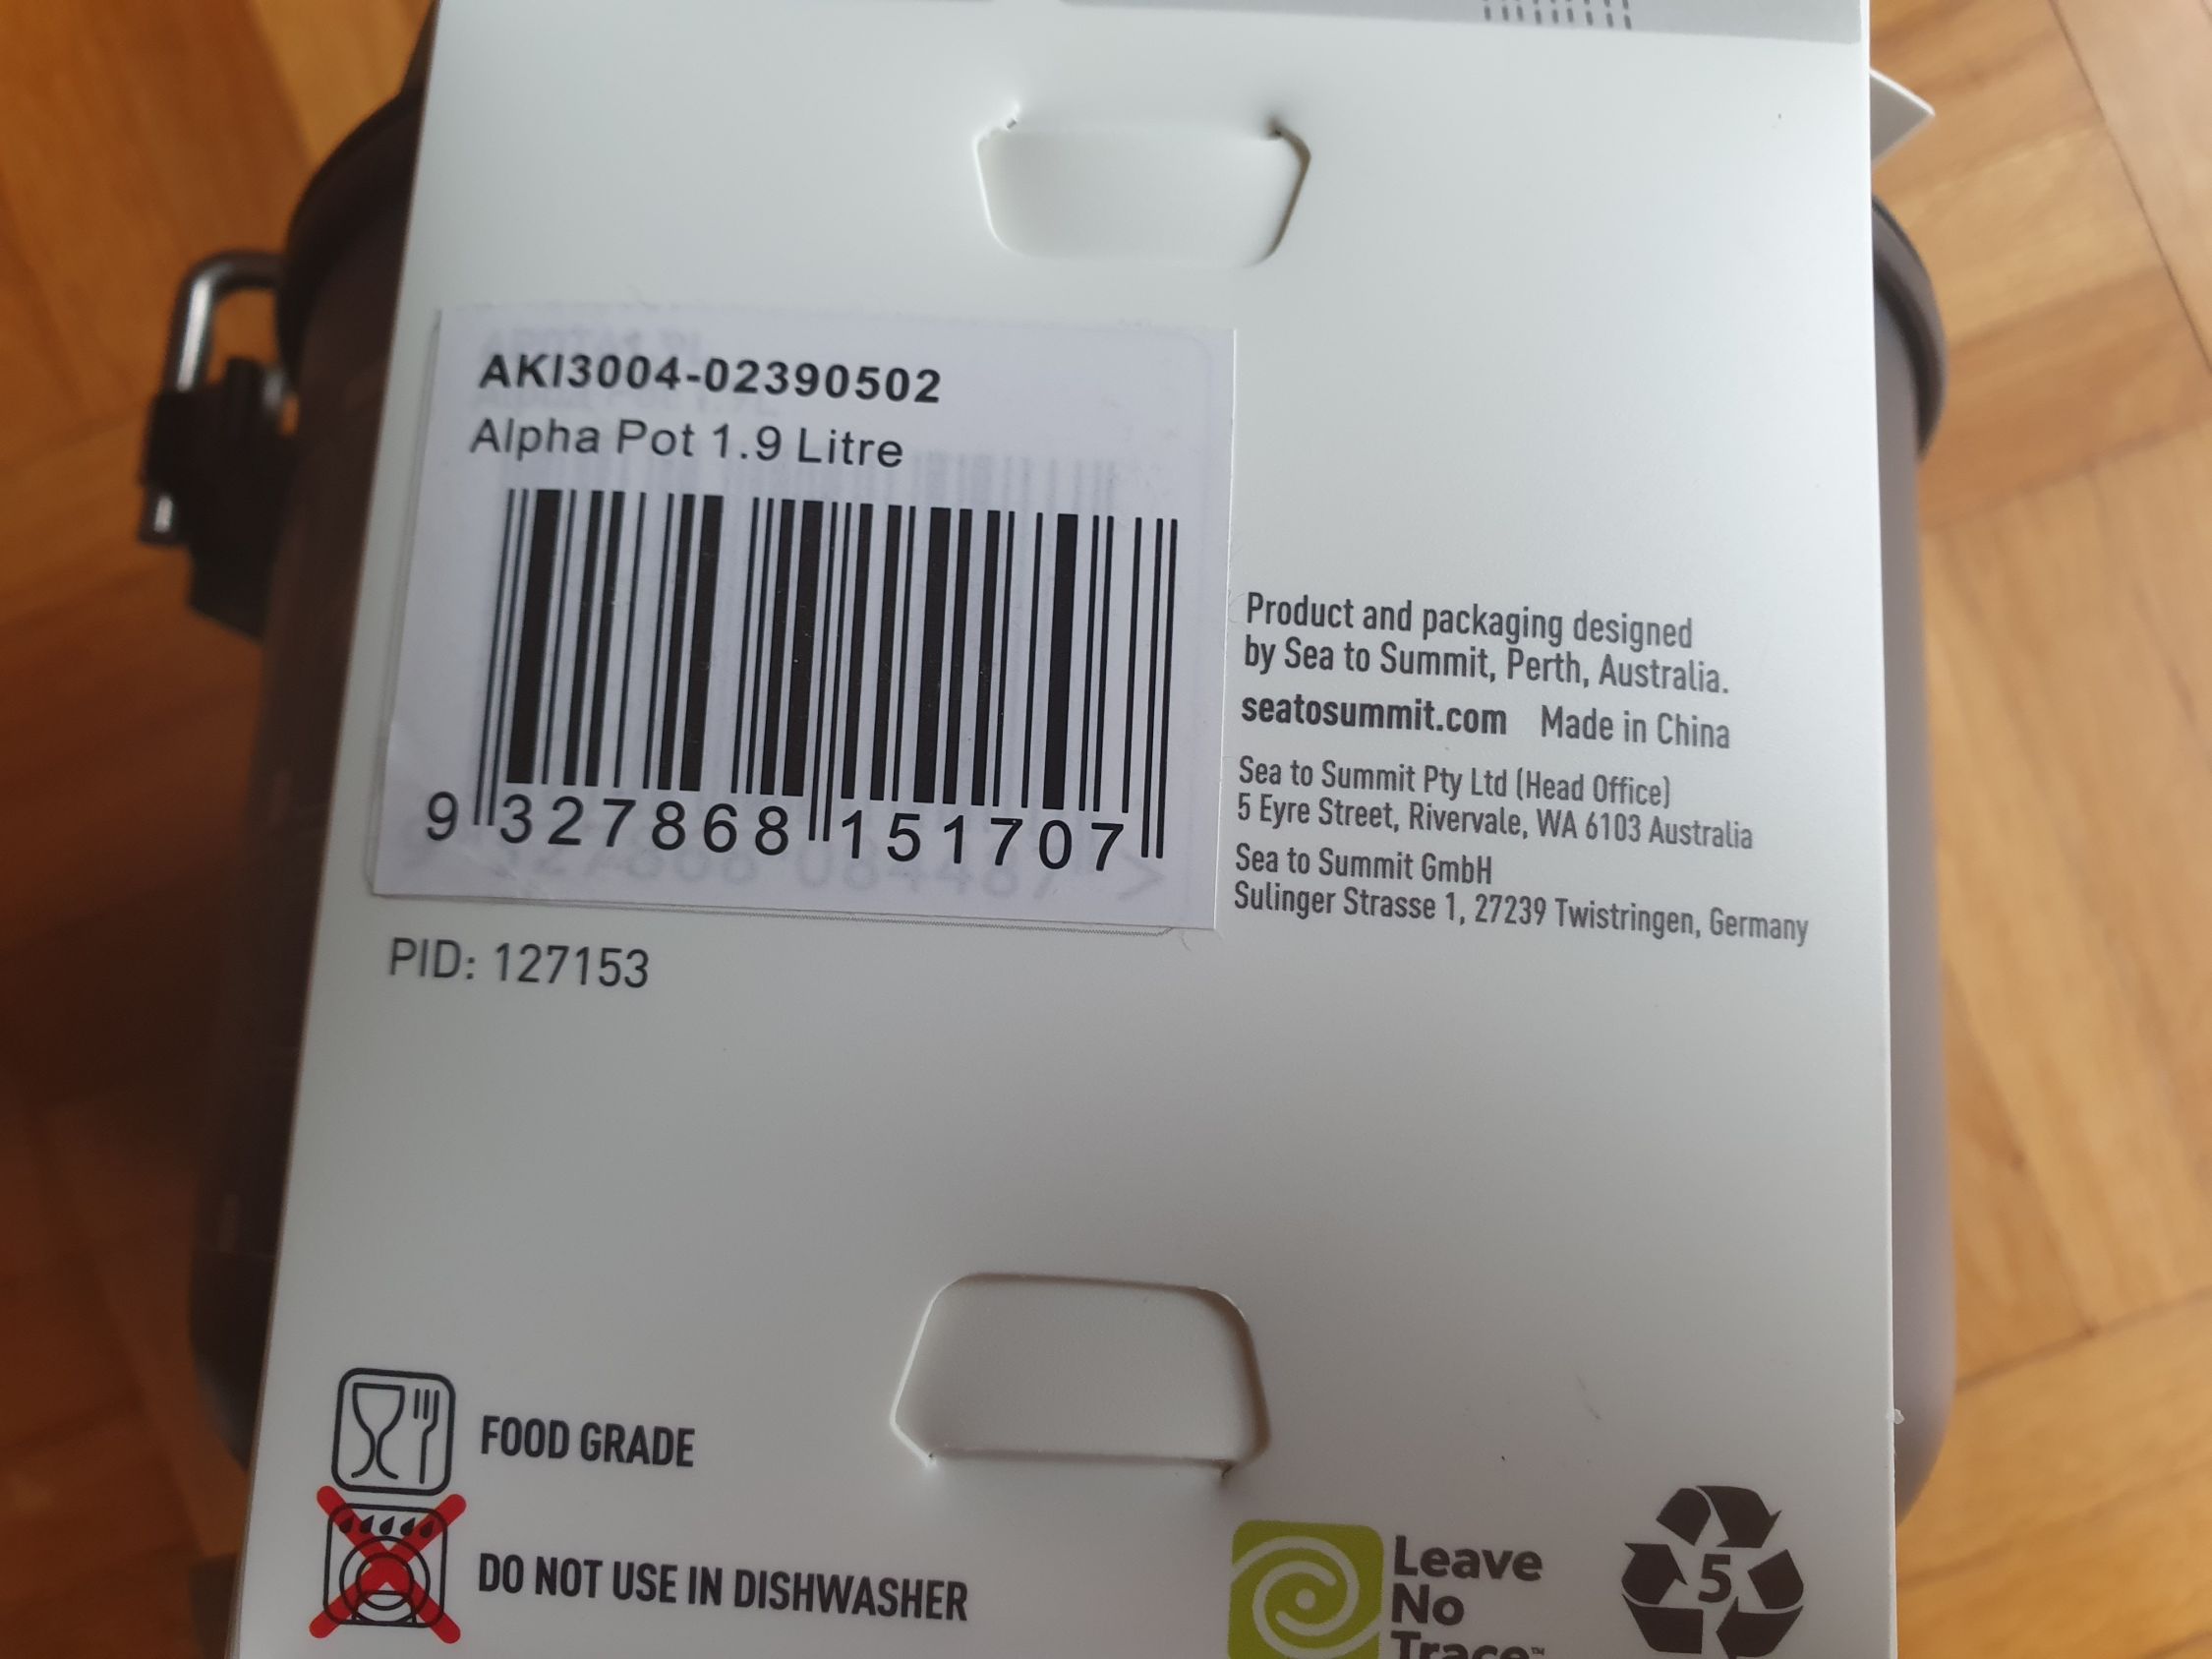 AKI3004-02390502
Alpha Pot 1.9 Litre
9 327868 151707
PID: 127153
Product and packaging designed
by Sea to Summit, Perth, Australia.
seatosummit.com Made in China
Sea to Summit Pty Ltd (Head Office)
5 Eyre Street, Rivervale, WA 6103 Australia
Sea to Summit GmbH
Sulinger Strasse 1, 27239 Twistringen, Germany
FOOD GRADE
DO NOT USE IN DISHWASHER
Leave
No
Trace™
5